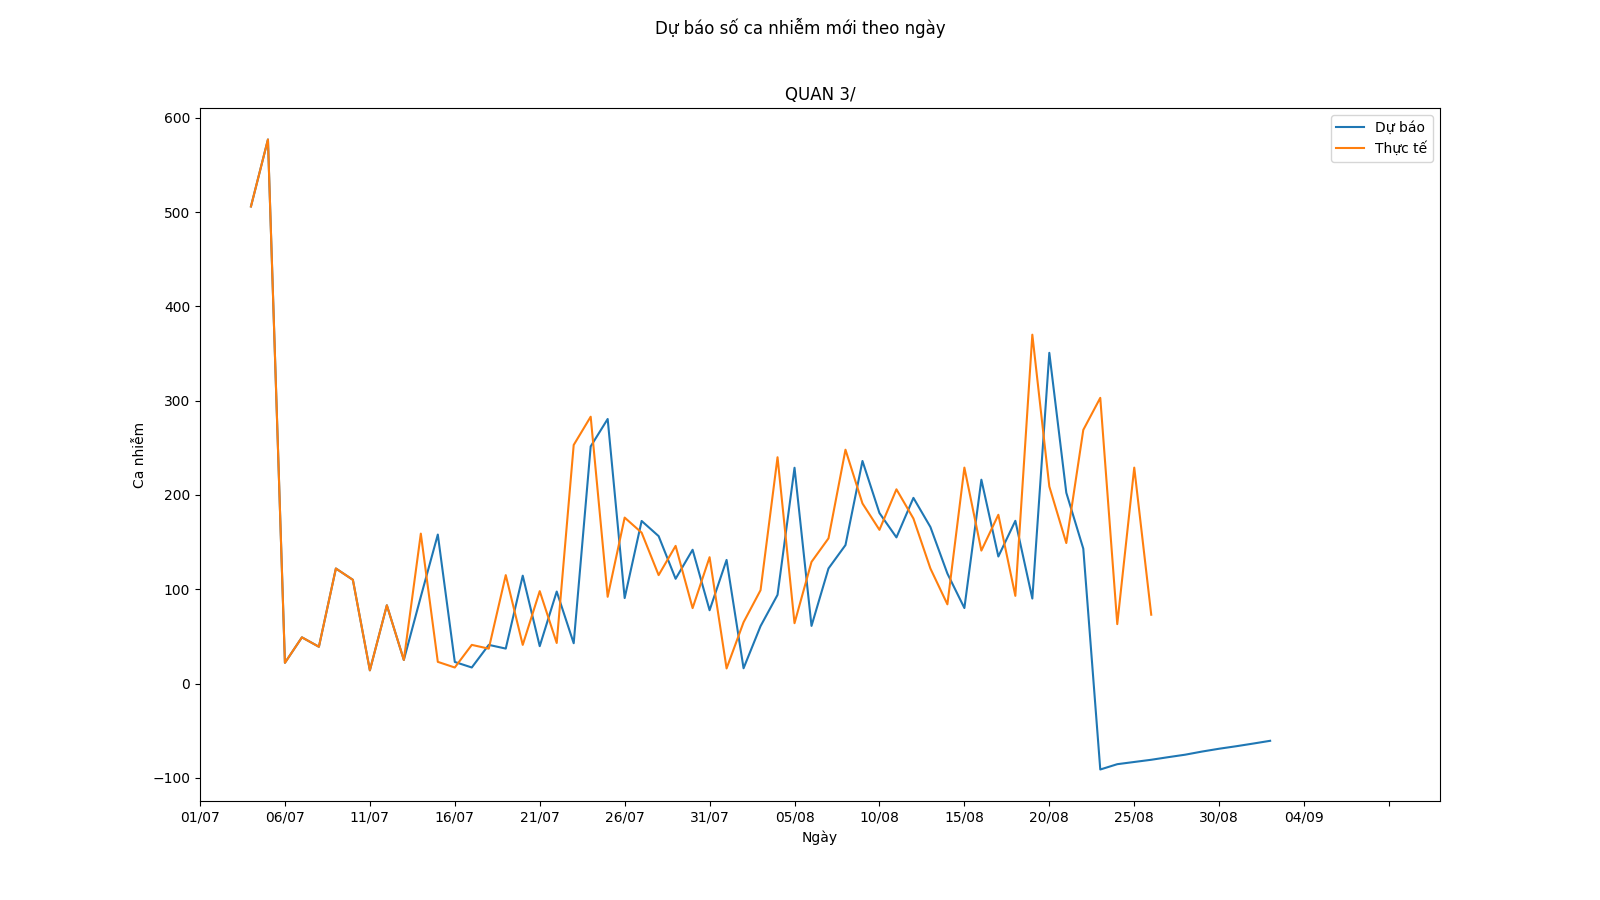 Dự báo số ca nhiễm mới theo ngày
QUAN 3/
Dự báo
Thực tế
Ca nhiễm
600
500
400
300
200
100
0
−100
01/07 06/07 11/07 16/07 21/07 26/07 31/07 05/08 10/08 15/08 20/08 25/08 30/08 04/09
Ngày